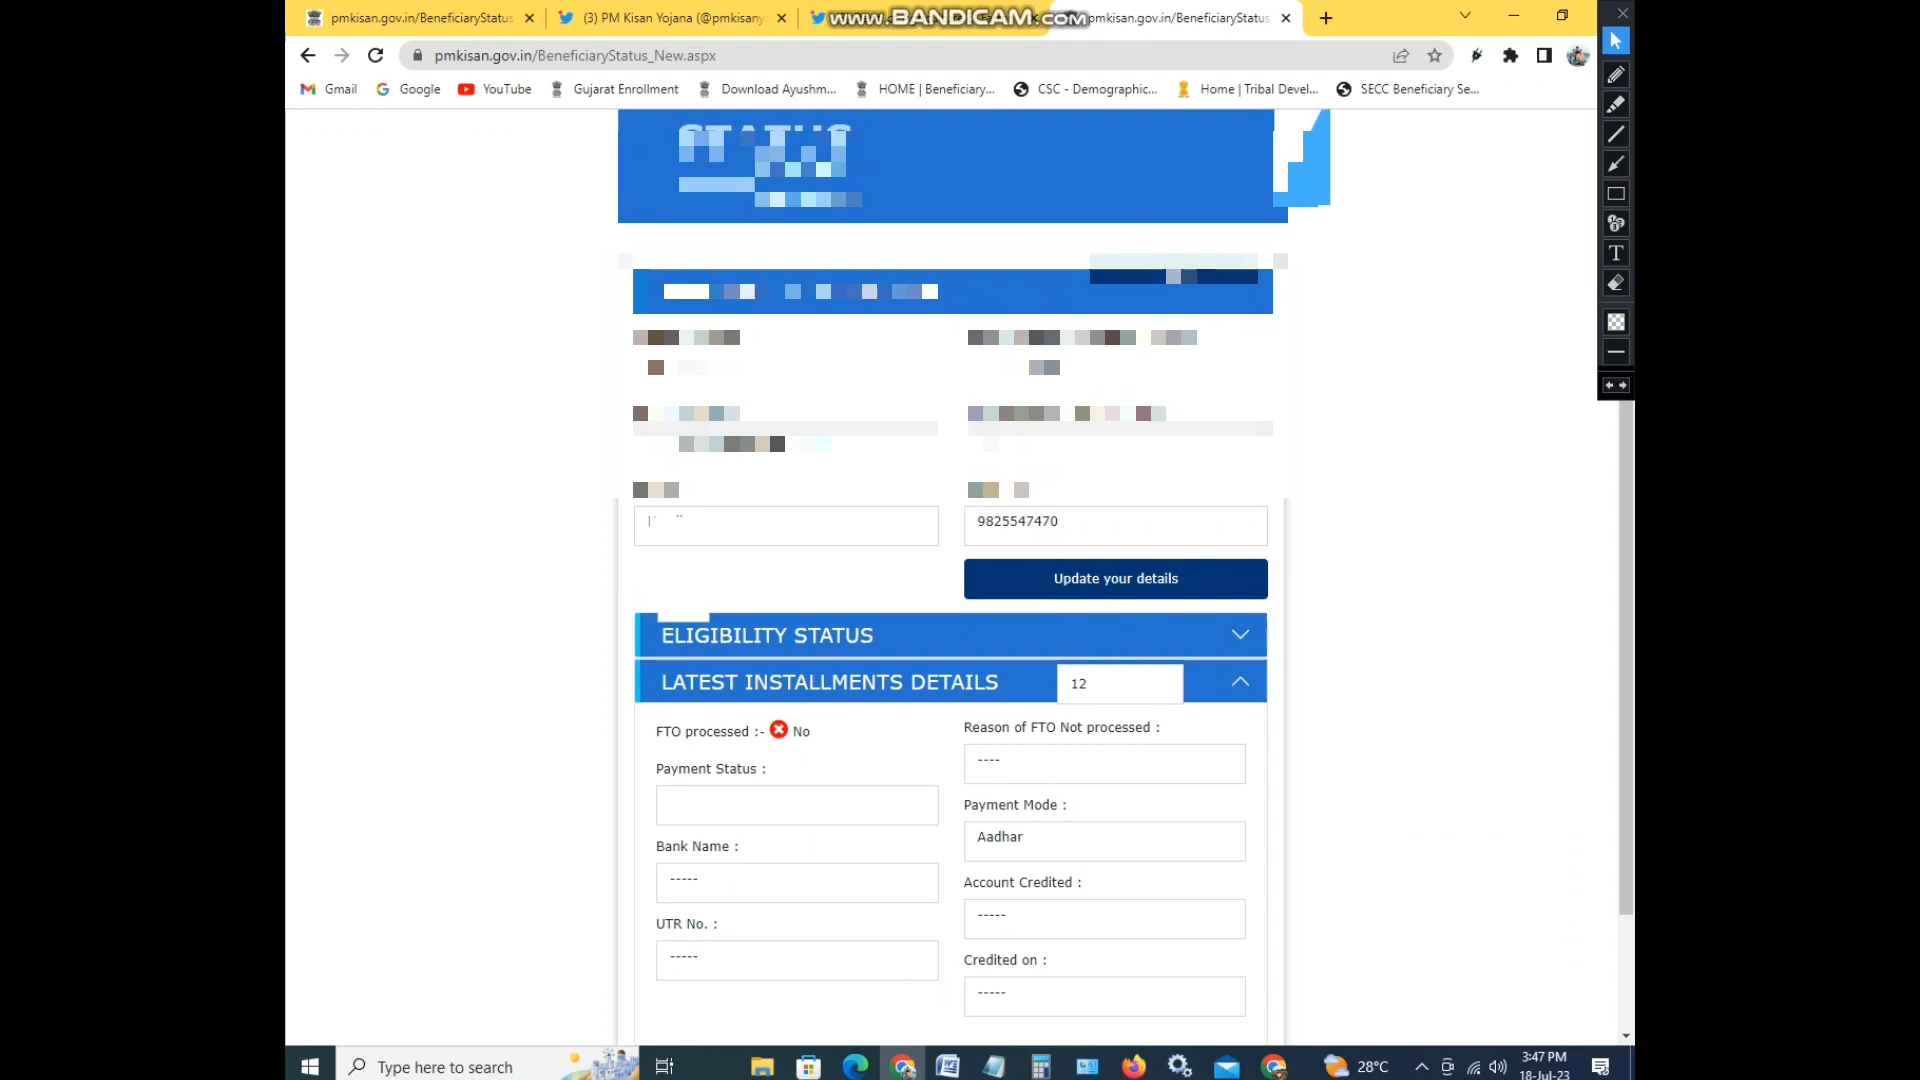 pmkisan.gov.in/BeneficiaryStatus
(3) PM Kisan Yojana (@pmkisany
www.BANDICAM.com
pmkisan.gov.in/BeneficiaryStatus
pmkisan.gov.in/BeneficiaryStatus_New.aspx
Gmail
Google
YouTube
Gujarat Enrollment
Download Ayushm...
HOME | Beneficiary...
CSC - Demographic...
Home | Tribal Devel...
SECC Beneficiary Se...
STATUS
9825547470
Update your details
ELIGIBILITY STATUS
LATEST INSTALLMENTS DETAILS
12
FTO processed :- No
Reason of FTO Not processed :
----
Payment Status :
Payment Mode :
Aadhar
Bank Name :
-----
Account Credited :
-----
UTR No. :
-----
Credited on :
-----
Type here to search
28°C
3:47 PM
18-Jul-23